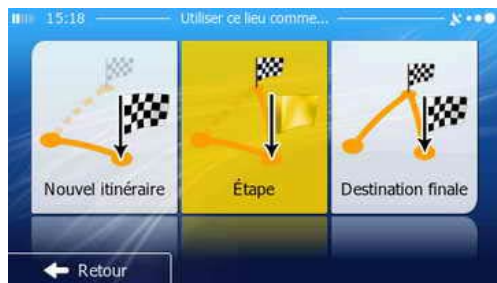 15:18 Utiliser ce lieu comme...
Nouvel itinéraire Étape Destination finale
Retour